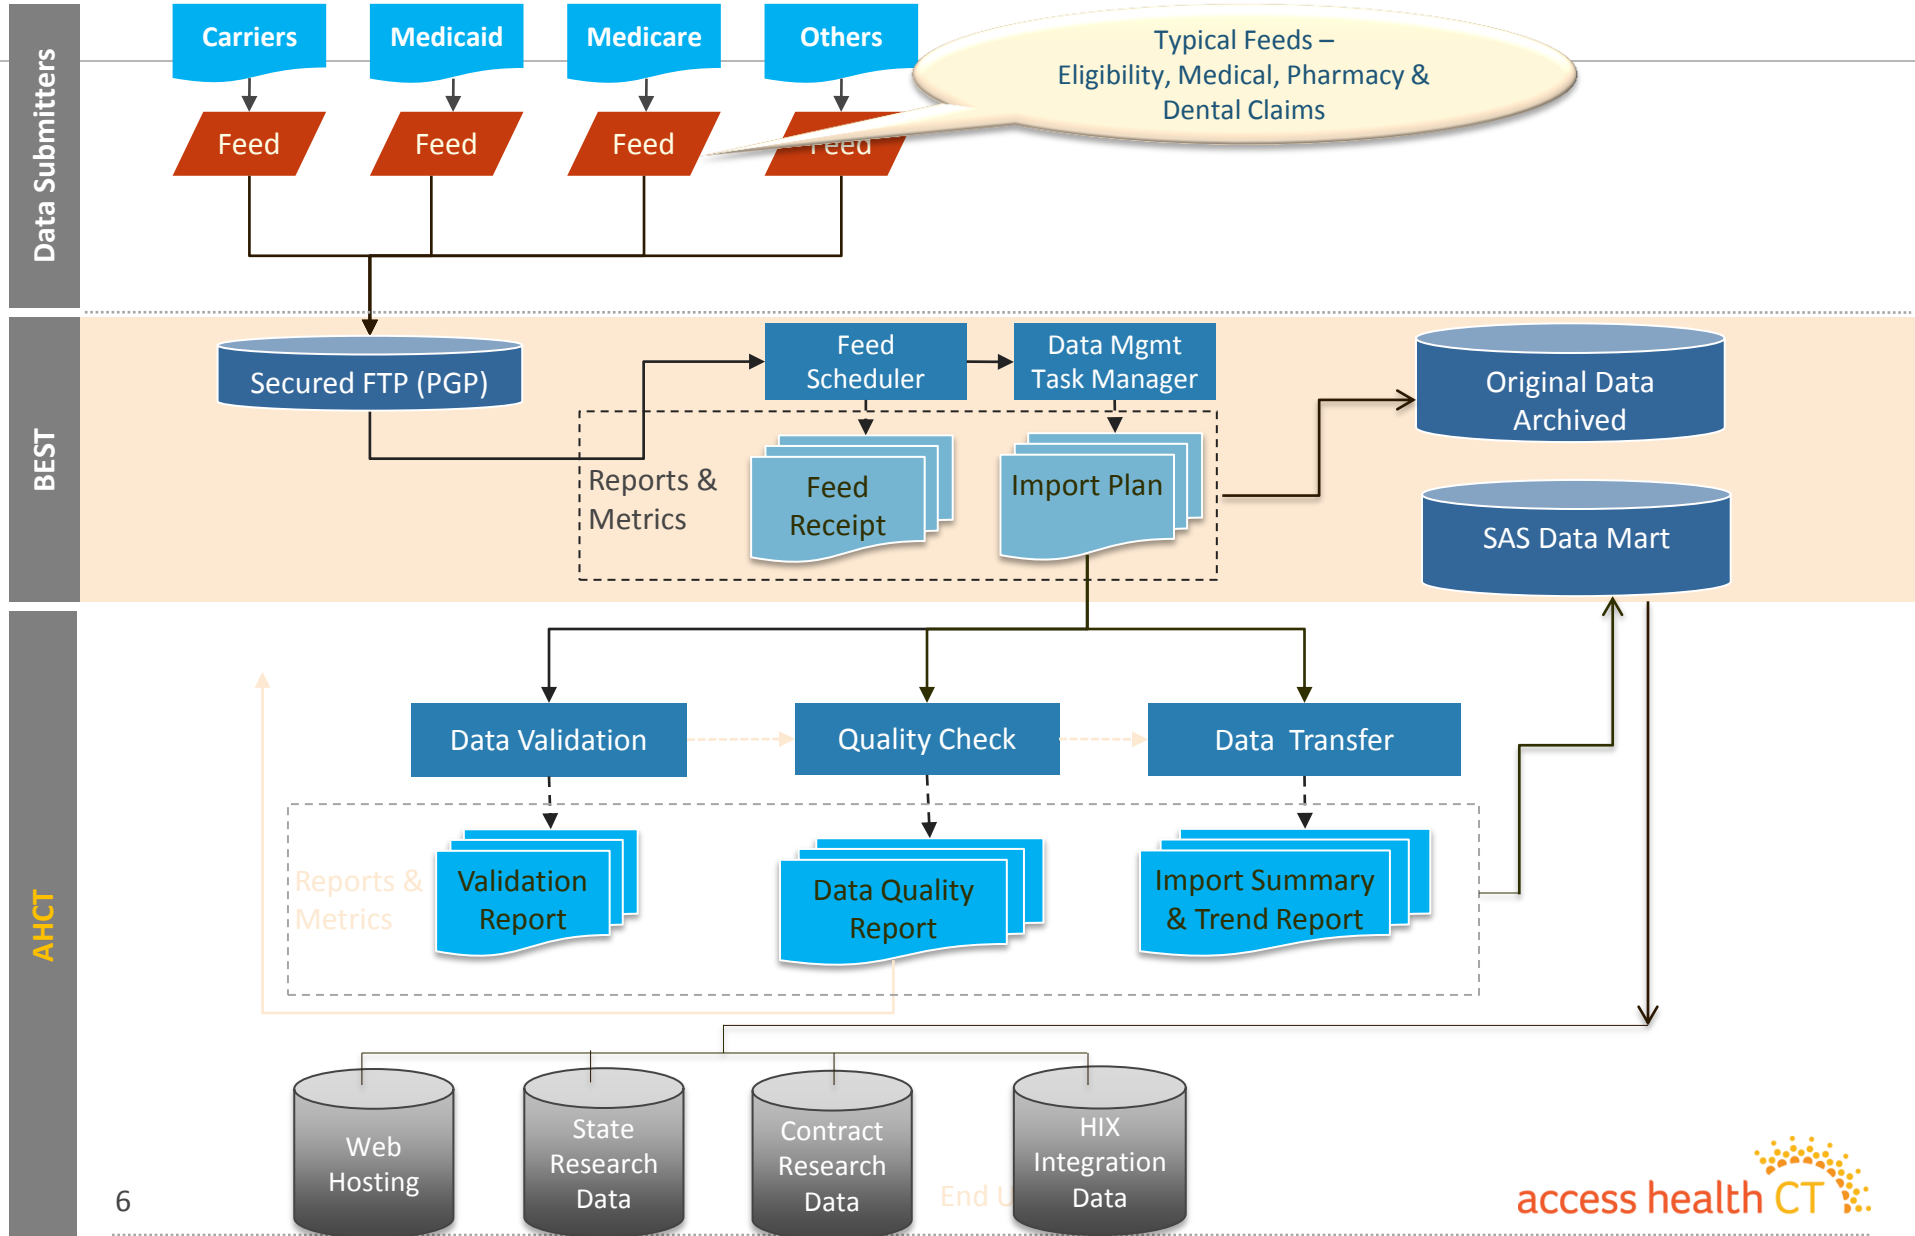 Data Submitters
Carriers
Medicaid
Medicare
Others
Typical Feeds –
Eligibility, Medical, Pharmacy &
Dental Claims
Feed
Feed
Feed
Feed
BEST
Secured FTP (PGP)
Feed
Scheduler
Data Mgmt
Task Manager
Original Data
Archived
Reports &
Metrics
Feed
Receipt
Import Plan
SAS Data Mart
AHCT
Data Validation
Quality Check
Data Transfer
Reports &
Metrics
Validation
Report
Data Quality
Report
Import Summary
& Trend Report
Web
Hosting
State
Research
Data
Contract
Research
Data
HIX
Integration
Data
End U
6
access health CT